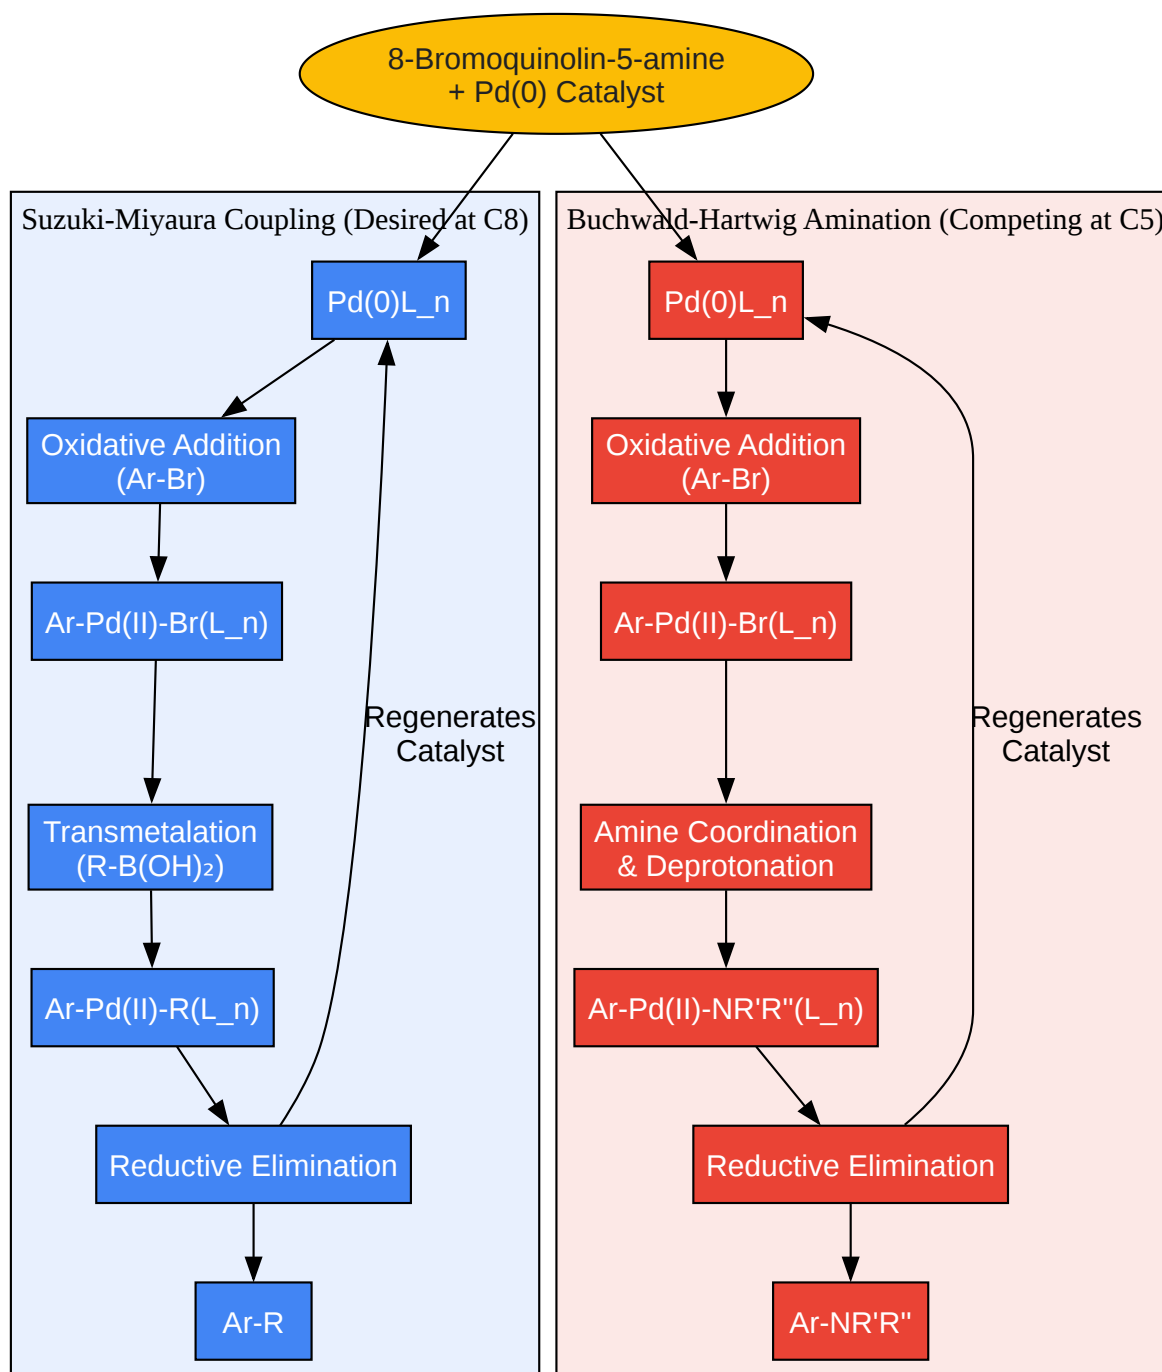 8-Bromoquinolin-5-amine
+ Pd(0) Catalyst
Suzuki-Miyaura Coupling (Desired at C8)
Pd(0)L_n
Oxidative Addition
(Ar-Br)
Ar-Pd(II)-Br(L_n)
Regenerates
Catalyst
Transmetalation
(R-B(OH)₂)
Ar-Pd(II)-R(L_n)
Reductive Elimination
Ar-R
Buchwald-Hartwig Amination (Competing at C5)
Pd(0)L_n
Oxidative Addition
(Ar-Br)
Ar-Pd(II)-Br(L_n)
Regenerates
Catalyst
Amine Coordination
& Deprotonation
Ar-Pd(II)-NR'R"(L_n)
Reductive Elimination
Ar-NR'R"